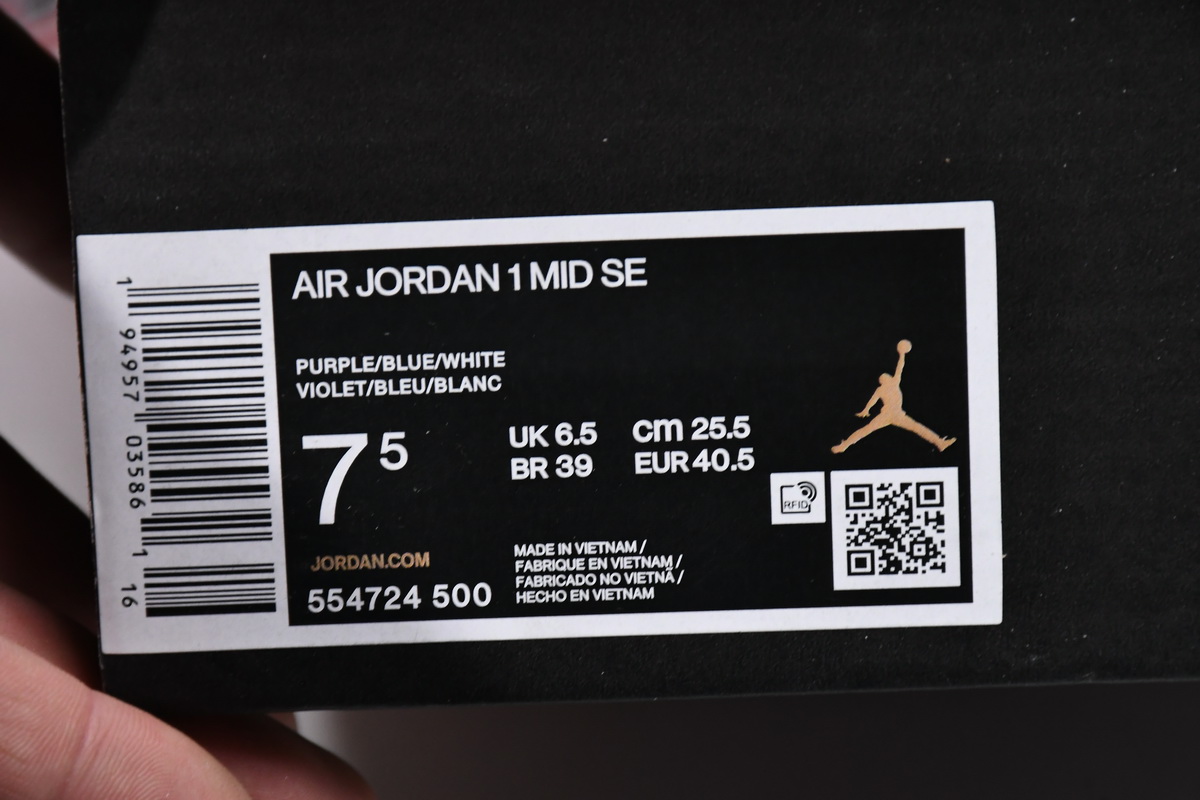 AIR JORDAN 1 MID SE
PURPLE/BLUE/WHITE
VIOLET/BLEU/BLANC
7 5
UK 6.5
BR 39
cm 25.5
EUR 40.5
RFID
JORDAN.COM
554724 500
MADE IN VIETNAM /
FABRIQUE EN VIETNAM /
FABRICADO NO VIETNÃ /
HECHO EN VIETNAM
1 94957 03586 1 16